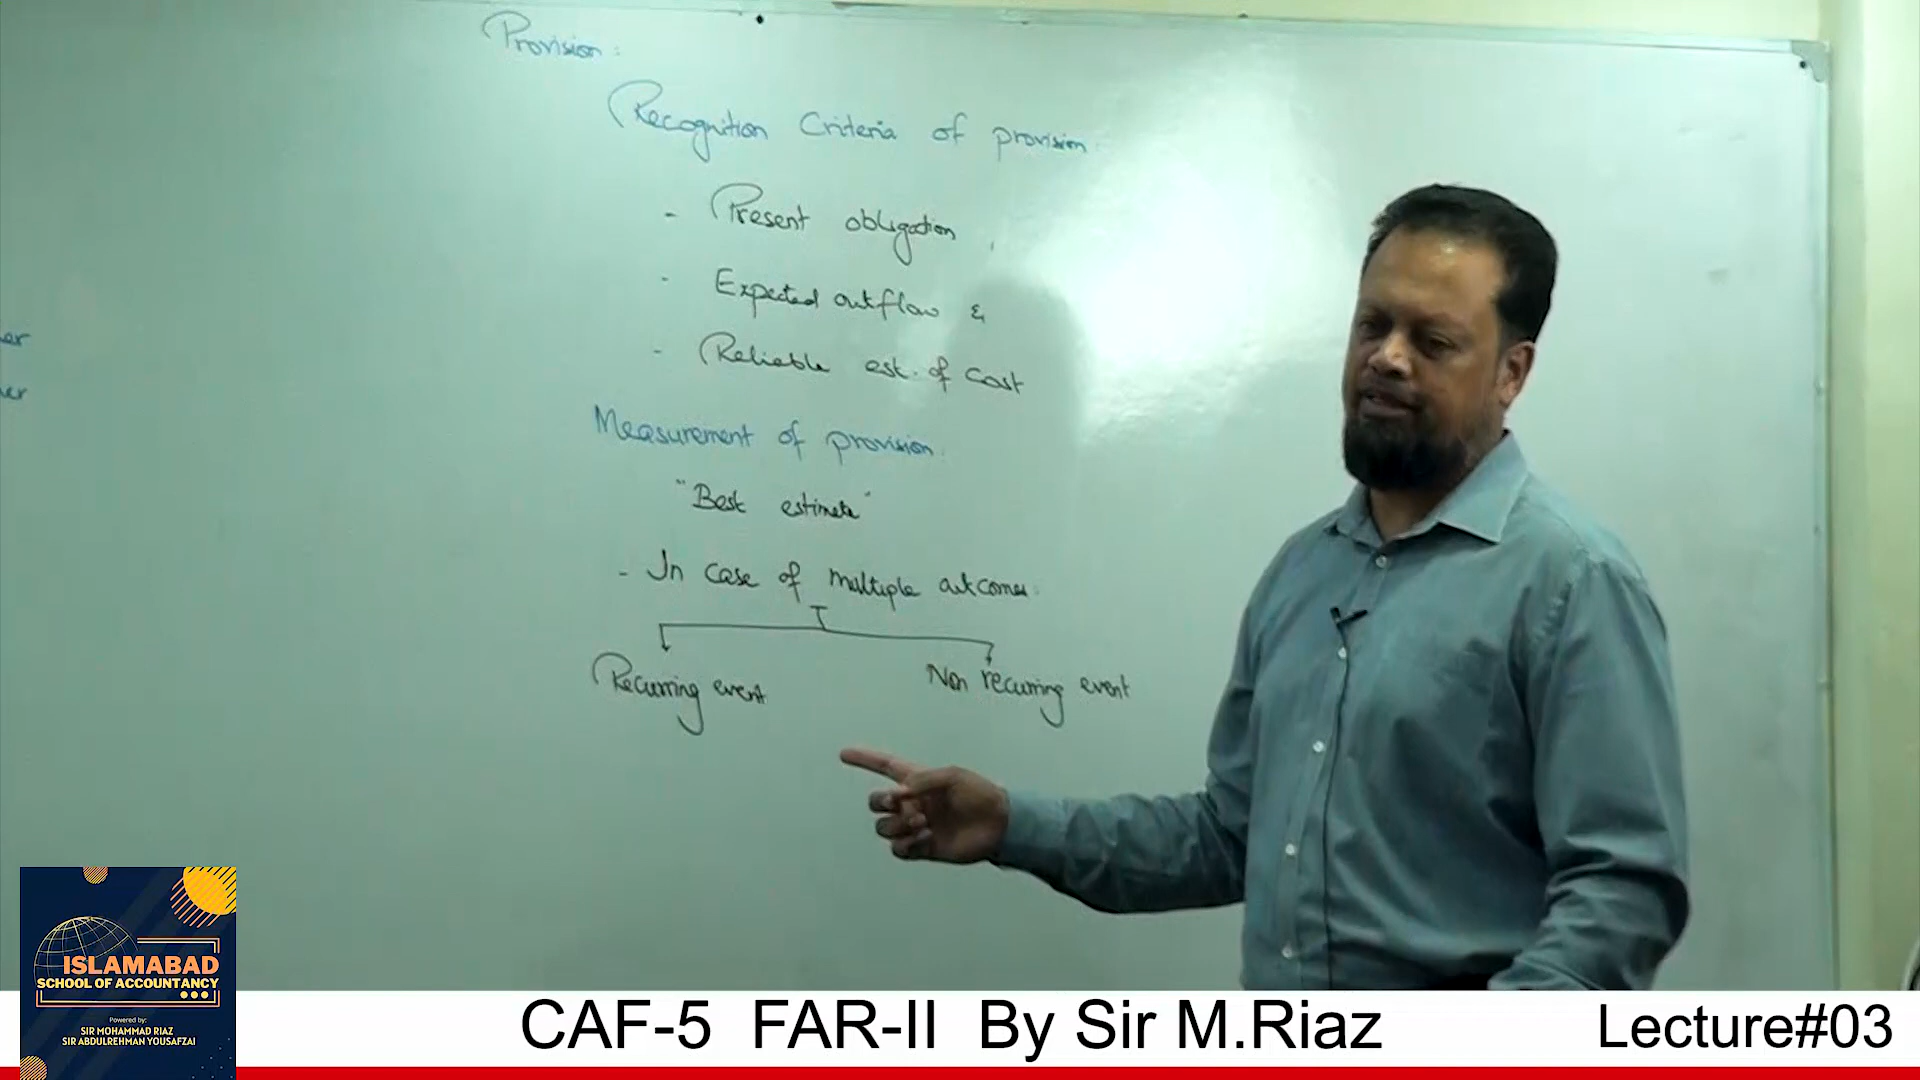 Provision:
Recognition Criteria of provision.
- Present obligation,
- Expected outflow &
- Reliable est. of Cost
er
er
Measurement of provision.
"Best estimate"
- In case of multiple outcomes:
Recurring event
Non recurring event
ISLAMABAD
SCHOOL OF ACCOUNTANCY
Powered by:
SIR MOHAMMAD RIAZ
SIR ABDULREHMAN YOUSAFZAI
CAF-5 FAR-II By Sir M.Riaz
Lecture#03